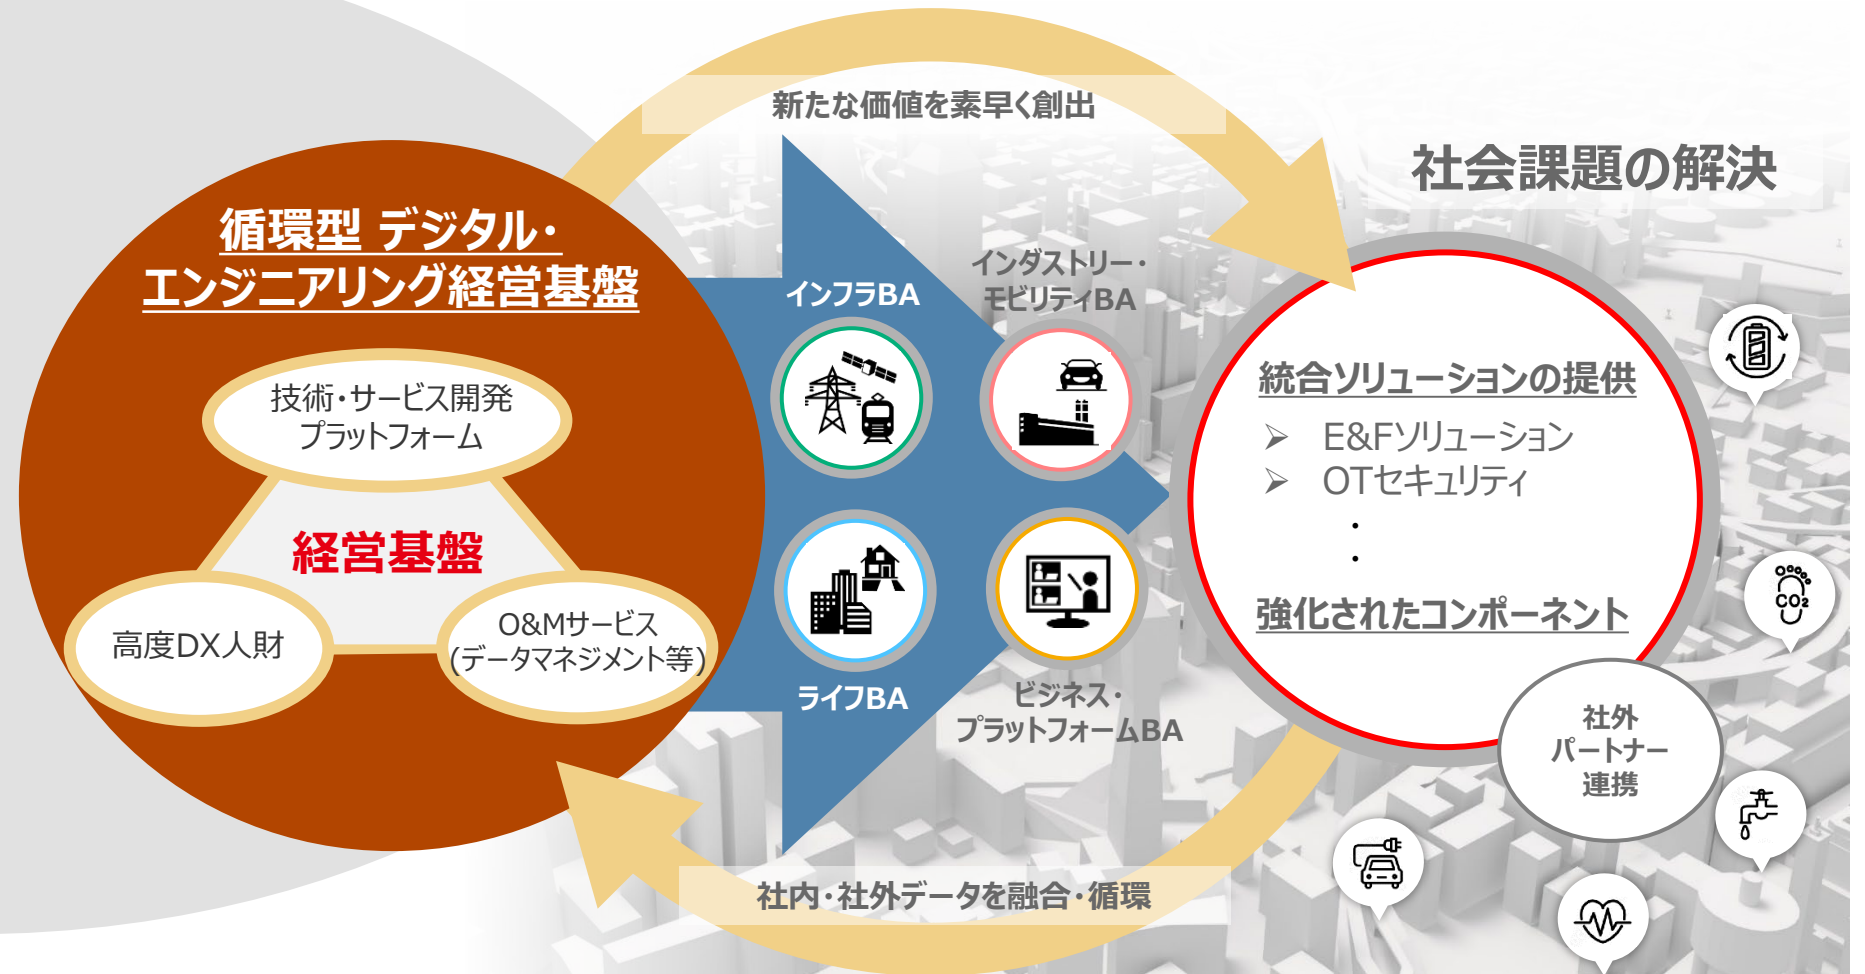 新たな価値を素早く創出
社会課題の解決
循環型 デジタル・
エンジニアリング経営基盤
技術・サービス開発
プラットフォーム
経営基盤
高度DX人財
O&Mサービス
(データマネジメント等)
インフラBA
インダストリー・
モビリティBA
ライフBA
ビジネス・
プラットフォームBA
統合ソリューションの提供
➢ E&Fソリューション
➢ OTセキュリティ
・
・
強化されたコンポーネント
社外
パートナー
連携
CO₂
社内・社外データを融合・循環